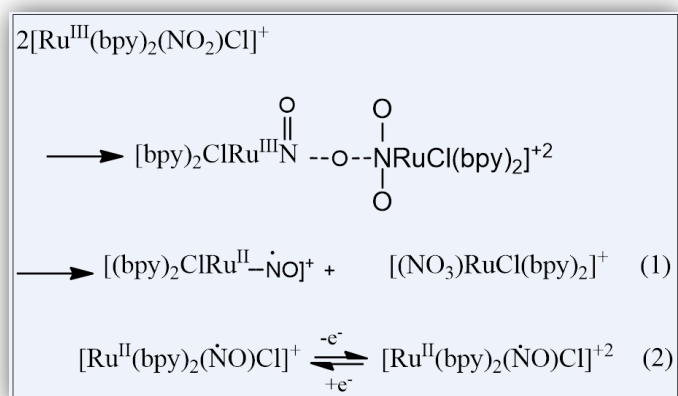 2[Ru^III(bpy)₂(NO₂)Cl]⁺
O O
⟶ [bpy)₂ClRu^IIIN --O--NRuCl(bpy)₂]⁺²
O
⟶ [(bpy)₂ClRu^II–ṄO]⁺ + [(NO₃)RuCl(bpy)₂]⁺ (1)
-e⁻
[Ru^II(bpy)₂(ṄO)Cl]⁺ ⇌ [Ru^II(bpy)₂(ṄO)Cl]⁺² (2)
+e⁻